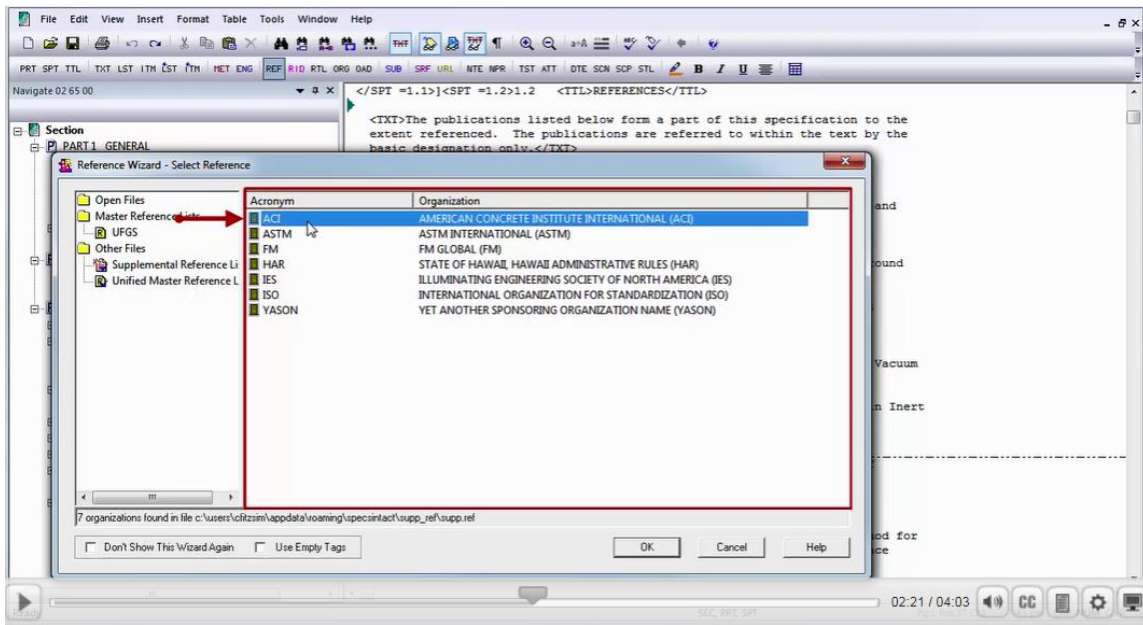 File Edit View Insert Format Table Tools Window Help
PRT SPT TTL TXT LST ITM LST ITM MET ENG REF RID RTL ORG OAD SUB SRF URL NTE NPR TST ATT DTE SCN SCP STL B I U
Navigate 02 65 00
</SPT =1.1>]<SPT =1.2>1.2 <TTL>REFERENCES</TTL>
<TXT>The publications listed below form a part of this specification to the
extent referenced. The publications are referred to within the text by the
basic designation only.</TXT>
Section
PART 1 GENERAL
Reference Wizard - Select Reference
Open Files
Master Reference Lists
UFGS
Other Files
Supplemental Reference Li
Unified Master Reference L
Acronym Organization
ACI AMERICAN CONCRETE INSTITUTE INTERNATIONAL (ACI)
ASTM ASTM INTERNATIONAL (ASTM)
FM FM GLOBAL (FM)
HAR STATE OF HAWAII, HAWAII ADMINISTRATIVE RULES (HAR)
IES ILLUMINATING ENGINEERING SOCIETY OF NORTH AMERICA (IES)
ISO INTERNATIONAL ORGANIZATION FOR STANDARDIZATION (ISO)
YASON YET ANOTHER SPONSORING ORGANIZATION NAME (YASON)
and
ound
Vacuum
n Inert
od for
ce
7 organizations found in file c:\users\clfitzsim\appdata\roaming\specsintact\supp_ref\supp.ref
Don't Show This Wizard Again Use Empty Tags OK Cancel Help
Ready
SEC, PRT, SPT
02:21 / 04:03 CC